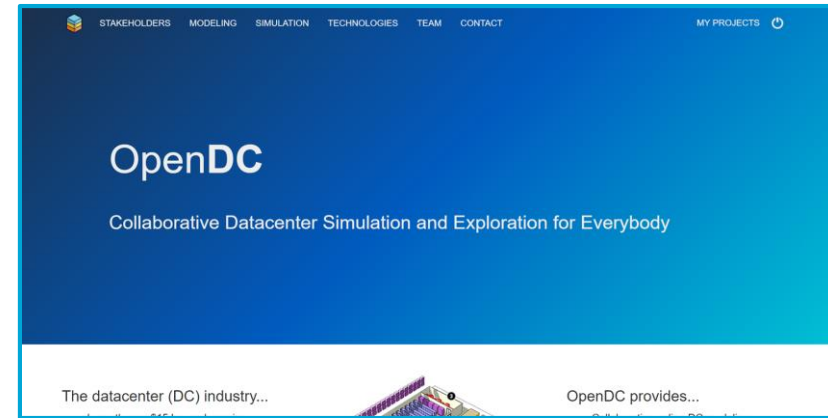 STAKEHOLDERS MODELING SIMULATION TECHNOLOGIES TEAM CONTACT MY PROJECTS
OpenDC
Collaborative Datacenter Simulation and Exploration for Everybody
The datacenter (DC) industry...
OpenDC provides...